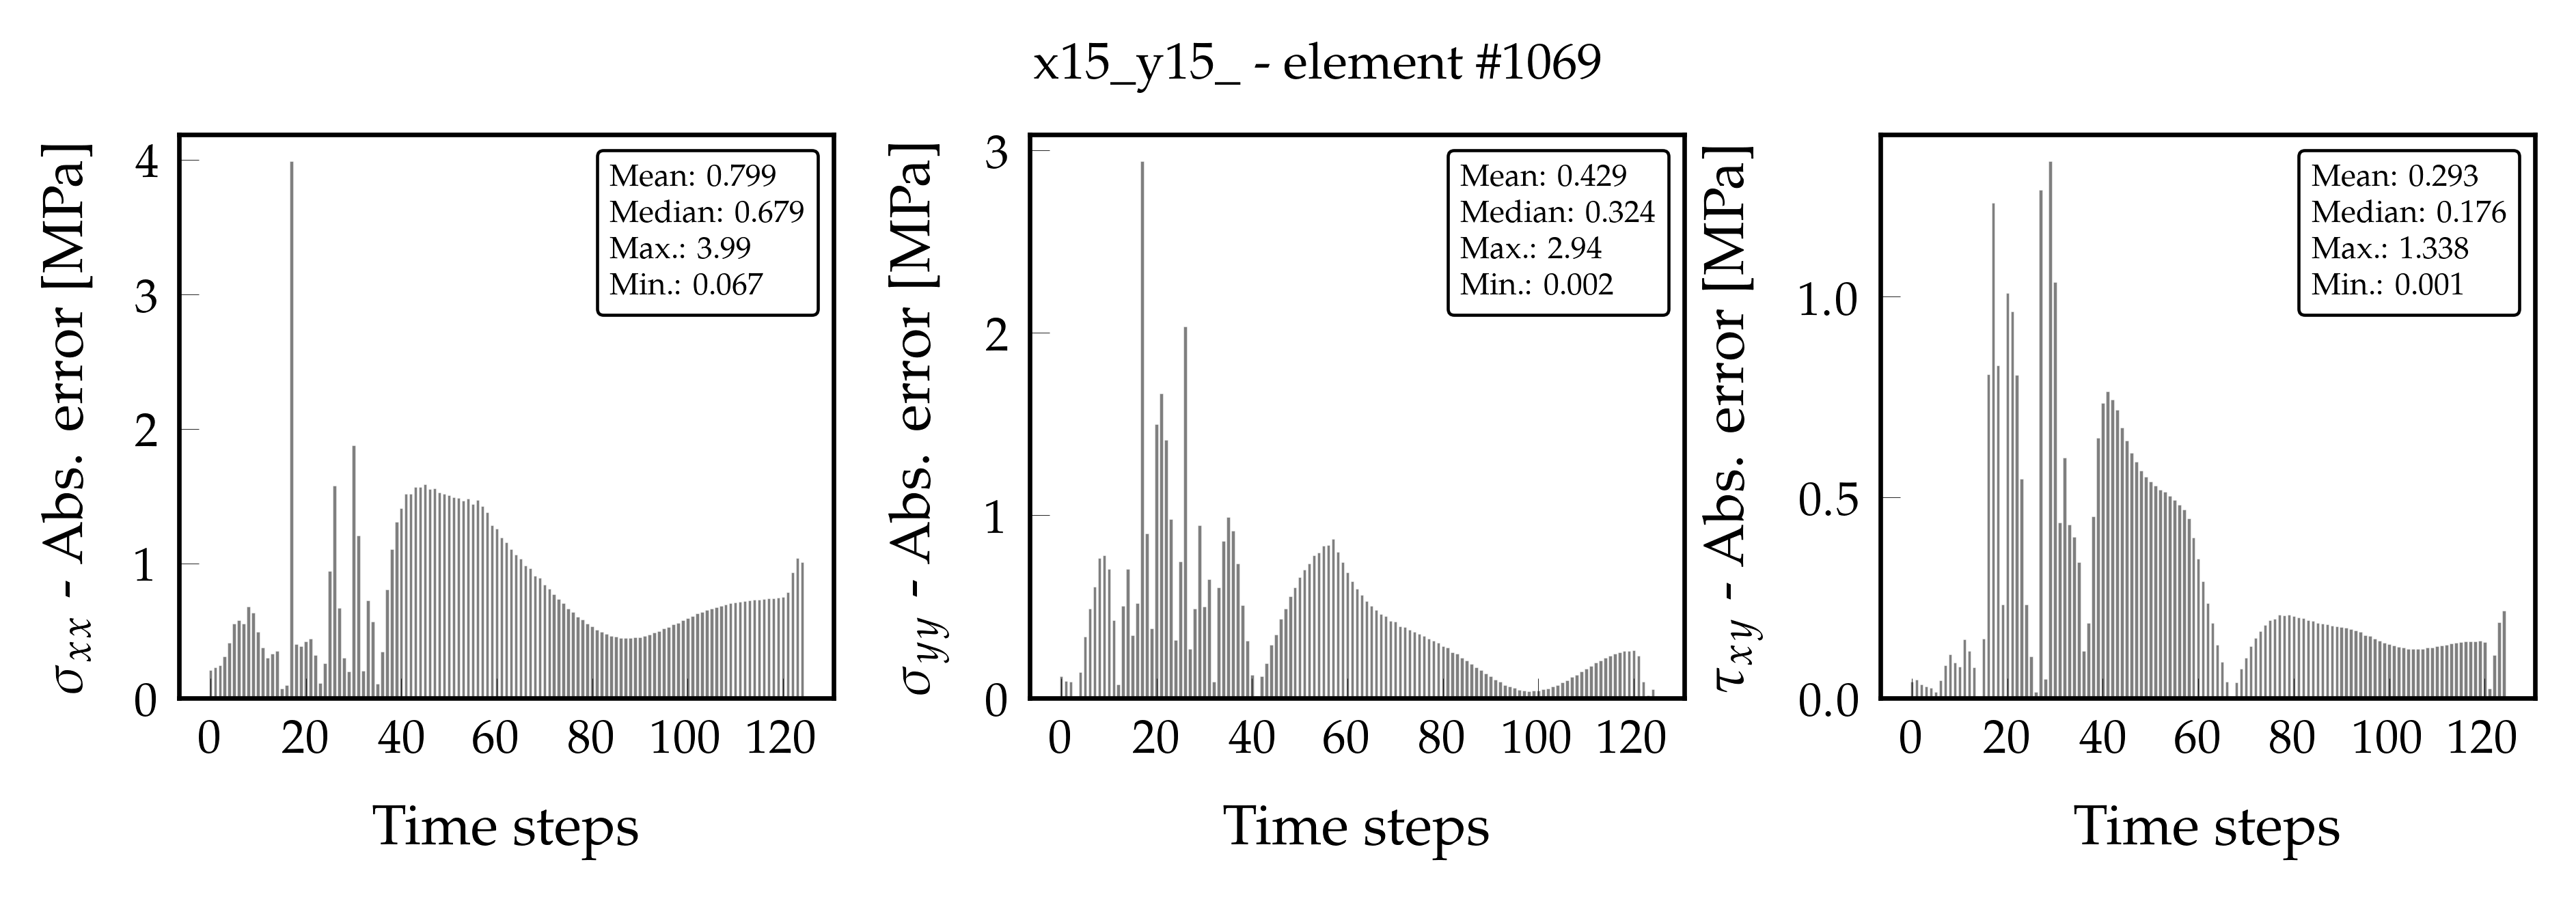 x15_y15_ - element #1069
σxx - Abs. error [MPa]
4
3
2
1
0
0 20 40 60 80 100 120
Time steps
Mean: 0.799
Median: 0.679
Max.: 3.99
Min.: 0.067
σyy - Abs. error [MPa]
3
2
1
0
0 20 40 60 80 100 120
Time steps
Mean: 0.429
Median: 0.324
Max.: 2.94
Min.: 0.002
τxy - Abs. error [MPa]
1.0
0.5
0.0
0 20 40 60 80 100 120
Time steps
Mean: 0.293
Median: 0.176
Max.: 1.338
Min.: 0.001